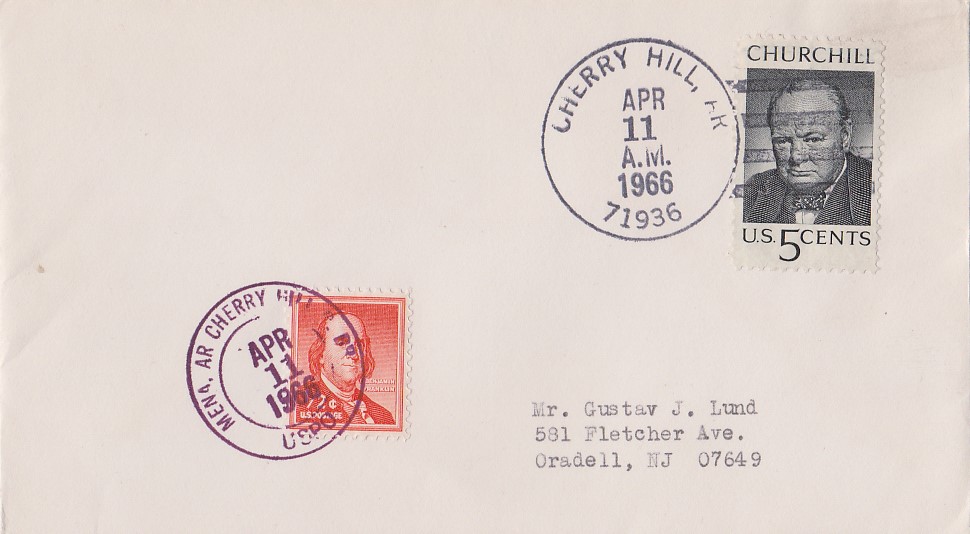 CHERRY HILL, AR
APR
11
A.M.
1966
71936
CHURCHILL
U.S. 5 CENTS
MENA, AR CHERRY HILL
APR
11
1966
USPO
BENJAMIN
FRANKLIN
¢
U.S. POSTAGE
Mr. Gustav J. Lund
581 Fletcher Ave.
Oradell, NJ 07649